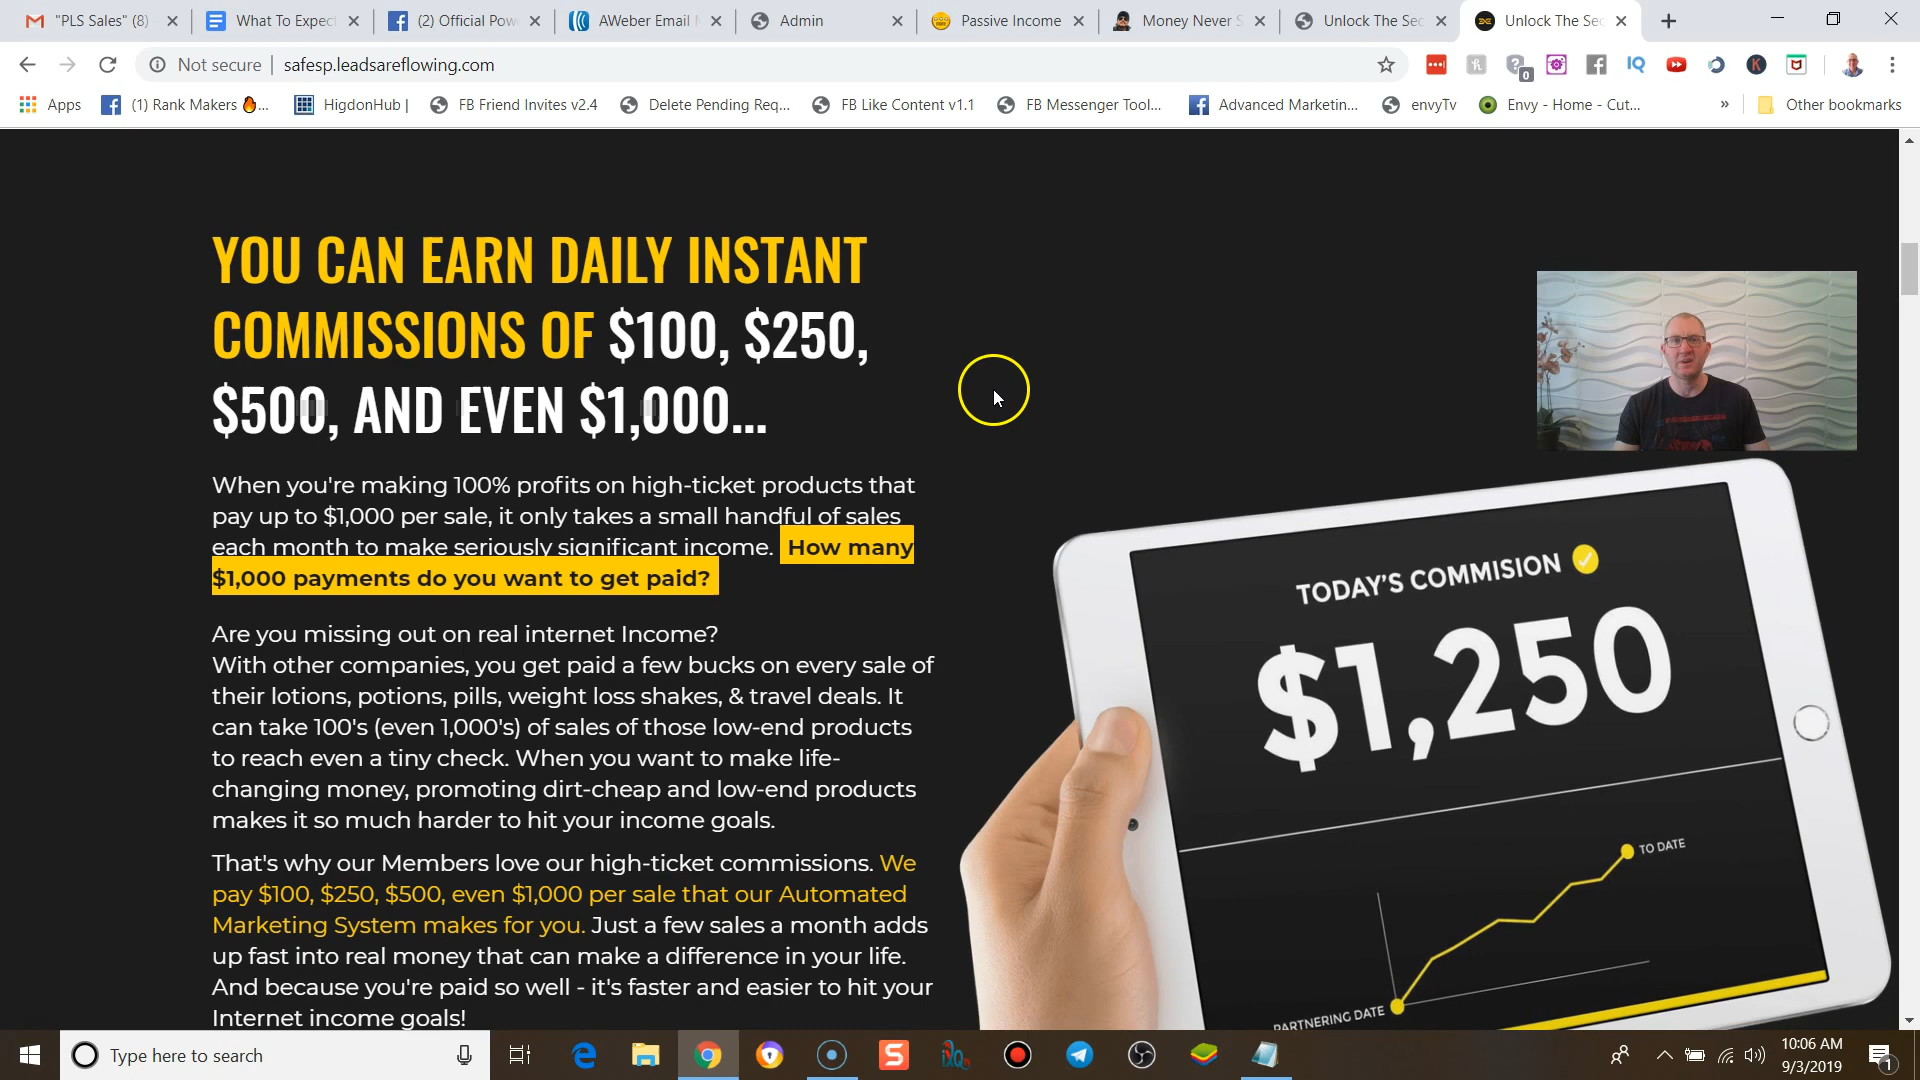 "PLS Sales" (8)
What To Expect
(2) Official Pow
AWeber Email
Admin
Passive Income
Money Never S
Unlock The Sec
Unlock The Sec
Not secure
safesp.leadsareflowing.com
Apps
(1) Rank Makers 🔥...
HigdonHub |
FB Friend Invites v2.4
Delete Pending Req...
FB Like Content v1.1
FB Messenger Tool...
Advanced Marketin...
envyTv
Envy - Home - Cut...
»
Other bookmarks
YOU CAN EARN DAILY INSTANT
COMMISSIONS OF $100, $250,
$500, AND EVEN $1,000...
When you're making 100% profits on high-ticket products that
pay up to $1,000 per sale, it only takes a small handful of sales
each month to make seriously significant income. How many
$1,000 payments do you want to get paid?
Are you missing out on real internet Income?
With other companies, you get paid a few bucks on every sale of
their lotions, potions, pills, weight loss shakes, & travel deals. It
can take 100's (even 1,000's) of sales of those low-end products
to reach even a tiny check. When you want to make life-
changing money, promoting dirt-cheap and low-end products
makes it so much harder to hit your income goals.
That's why our Members love our high-ticket commissions. We
pay $100, $250, $500, even $1,000 per sale that our Automated
Marketing System makes for you. Just a few sales a month adds
up fast into real money that can make a difference in your life.
And because you're paid so well - it's faster and easier to hit your
Internet income goals!
TODAY'S COMMISION
$1,250
TO DATE
PARTNERING DATE
Type here to search
10:06 AM
9/3/2019
1